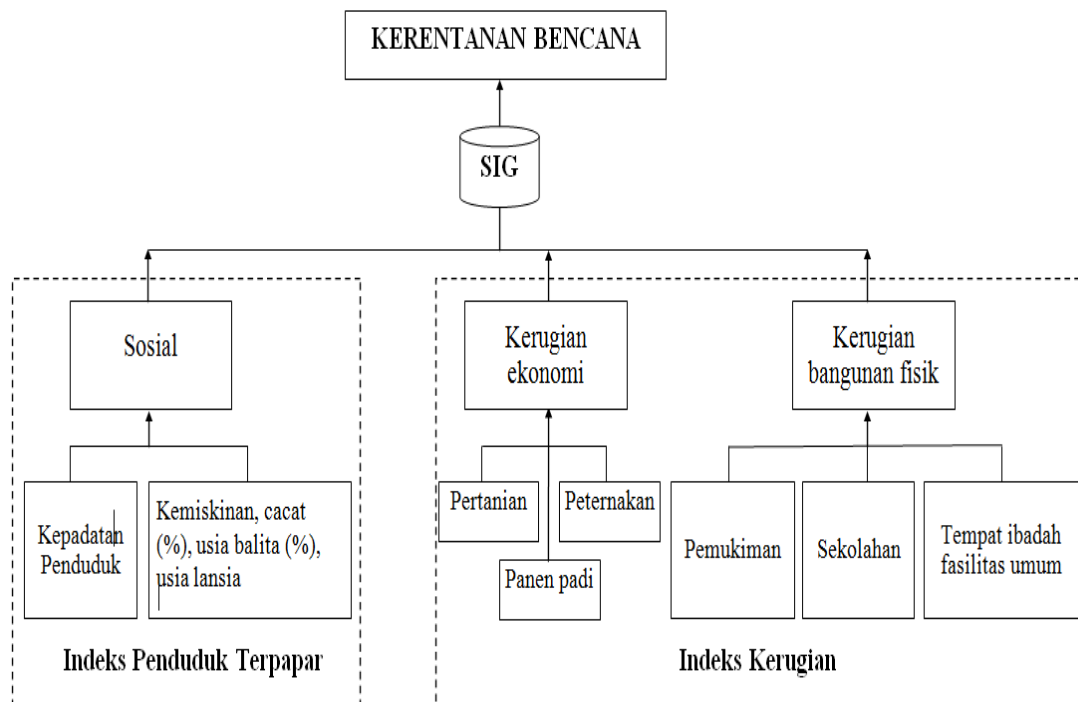 KERENTANAN BENCANA
SIG
Sosial
Kerugian
ekonomi
Kerugian
bangunan fisik
Kepadatan
Penduduk
Kemiskinan, cacat
(%), usia balita (%),
usia lansia
Pertanian
Peternakan
Panen padi
Pemukiman
Sekolahan
Tempat ibadah
fasilitas umum
Indeks Penduduk Terpapar
Indeks Kerugian